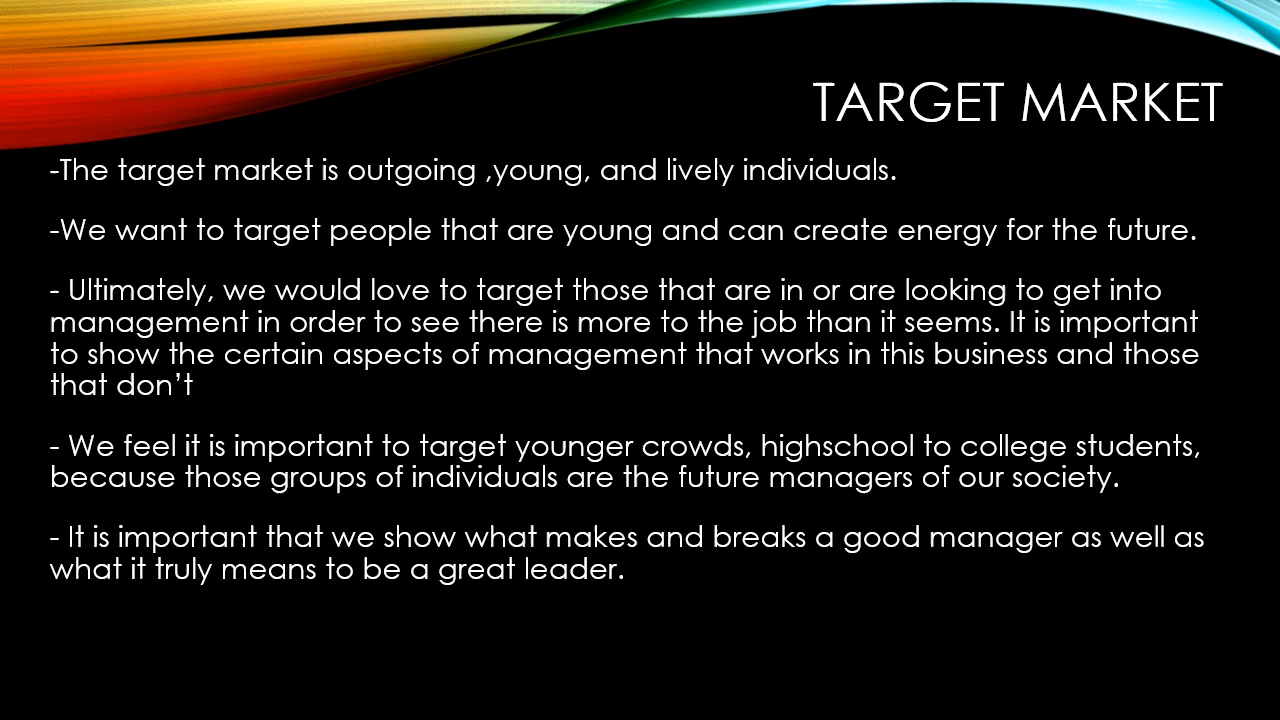 TARGET MARKET
-The target market is outgoing ,young, and lively individuals.
-We want to target people that are young and can create energy for the future.
- Ultimately, we would love to target those that are in or are looking to get into
management in order to see there is more to the job than it seems. It is important
to show the certain aspects of management that works in this business and those
that don’t
- We feel it is important to target younger crowds, highschool to college students,
because those groups of individuals are the future managers of our society.
- It is important that we show what makes and breaks a good manager as well as
what it truly means to be a great leader.